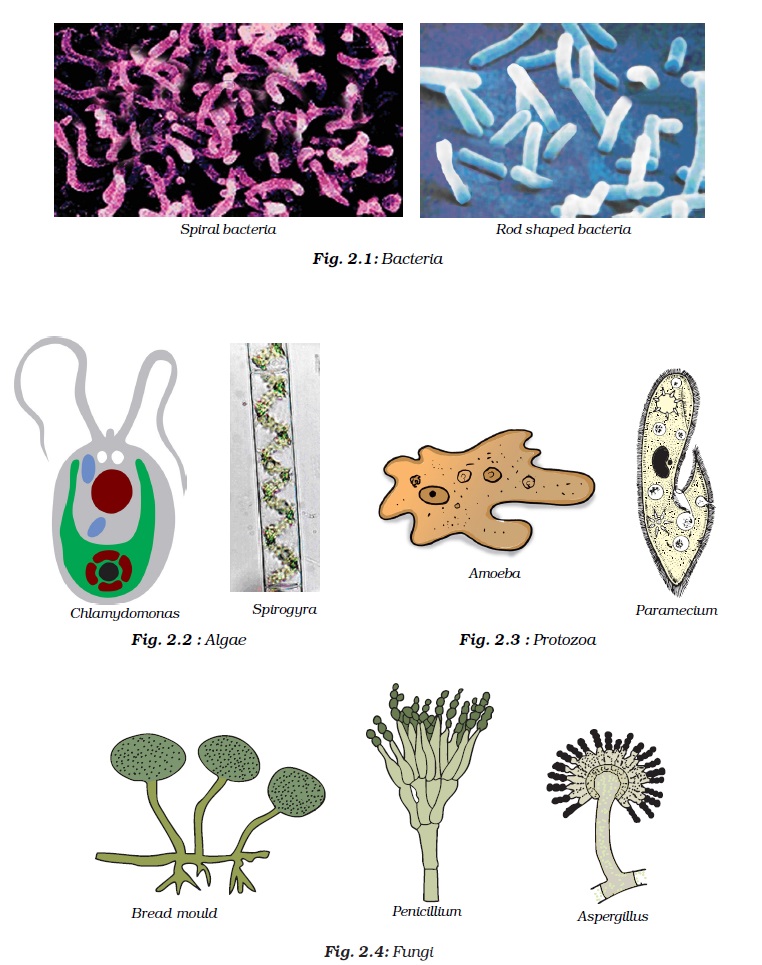 Spiral bacteria
Rod shaped bacteria
Fig. 2.1: Bacteria
Chlamydomonas
Spirogyra
Fig. 2.2 : Algae
Amoeba
Paramecium
Fig. 2.3 : Protozoa
Bread mould
Penicillium
Aspergillus
Fig. 2.4: Fungi